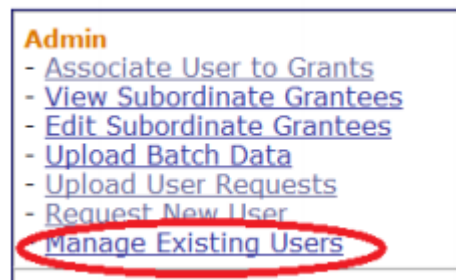 Admin
- Associate User to Grants
- View Subordinate Grantees
- Edit Subordinate Grantees
- Upload Batch Data
- Upload User Requests
- Request New User
- Manage Existing Users